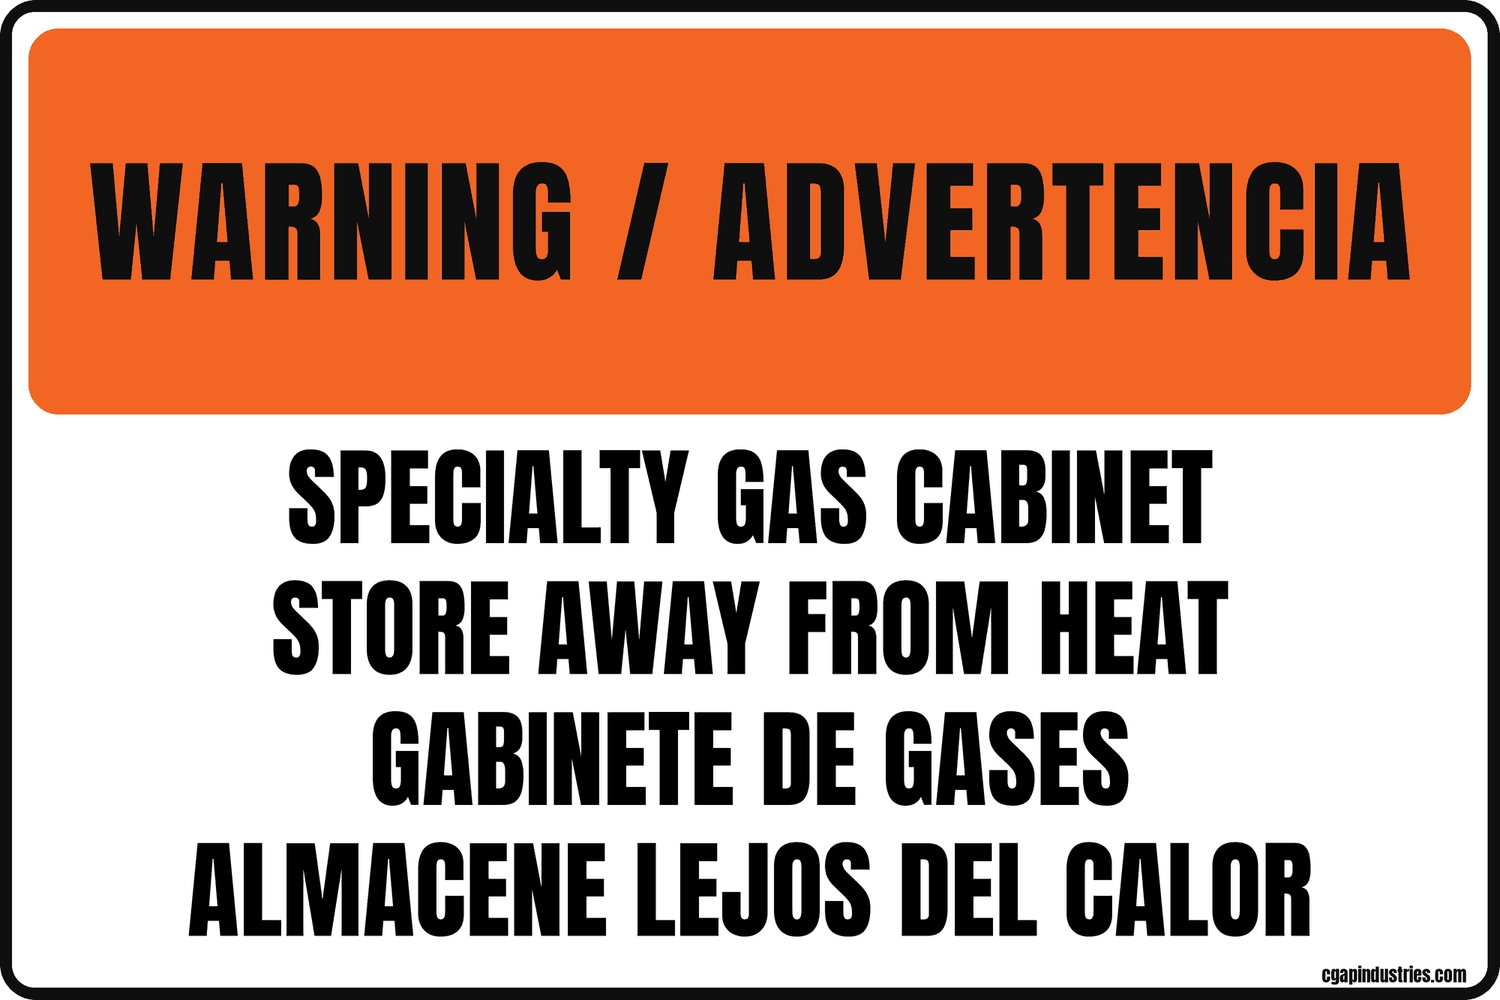 WARNING / ADVERTENCIA
SPECIALTY GAS CABINET
STORE AWAY FROM HEAT
GABINETE DE GASES
ALMACENE LEJOS DEL CALOR
cgapindustries.com